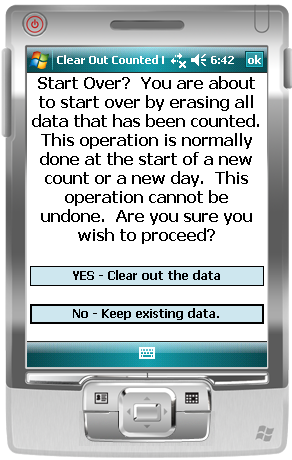 Clear Out Counted I 6:42 ok
Start Over?  You are about
to start over by erasing all
data that has been counted.
This operation is normally
done at the start of a new
count or a new day.  This
operation cannot be
undone.  Are you sure you
wish to proceed?
YES - Clear out the data
No - Keep existing data.